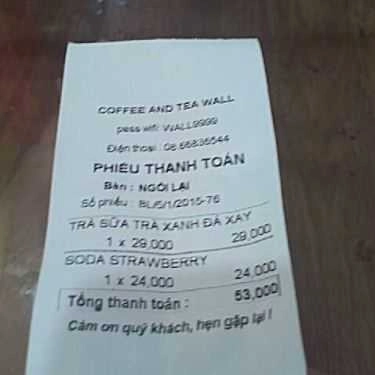 COFFEE AND TEA WALL
pass wifi: WALL9999
Điện thoại : 08.66836544
PHIẾU THANH TOÁN
Bàn : NGỒI LẠI
Số phiếu : BL/5/1/2015-76
TRÀ SỮA TRÀ XANH ĐÁ XAY
1 x 29,000 29,000
SODA STRAWBERRY
1 x 24,000 24,000
Tổng thanh toán : 53,000
Cảm ơn quý khách, hẹn gặp lại !